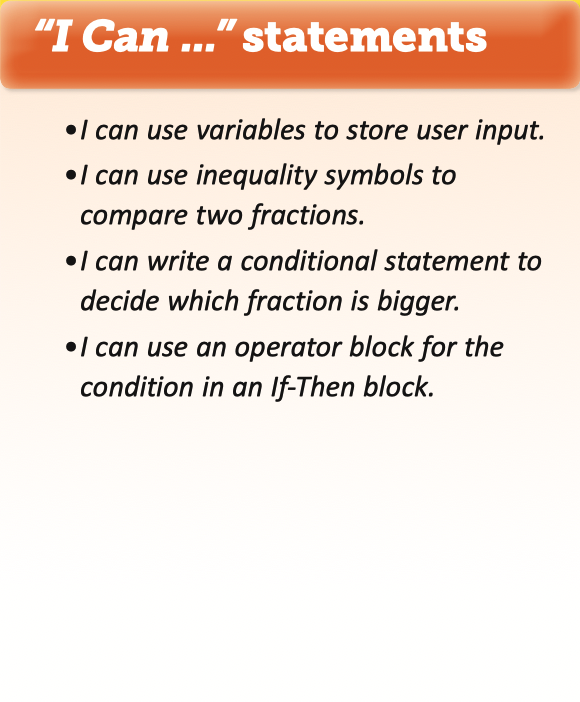 “I Can ...” statements
•I can use variables to store user input.
•I can use inequality symbols to
compare two fractions.
•I can write a conditional statement to
decide which fraction is bigger.
•I can use an operator block for the
condition in an If-Then block.